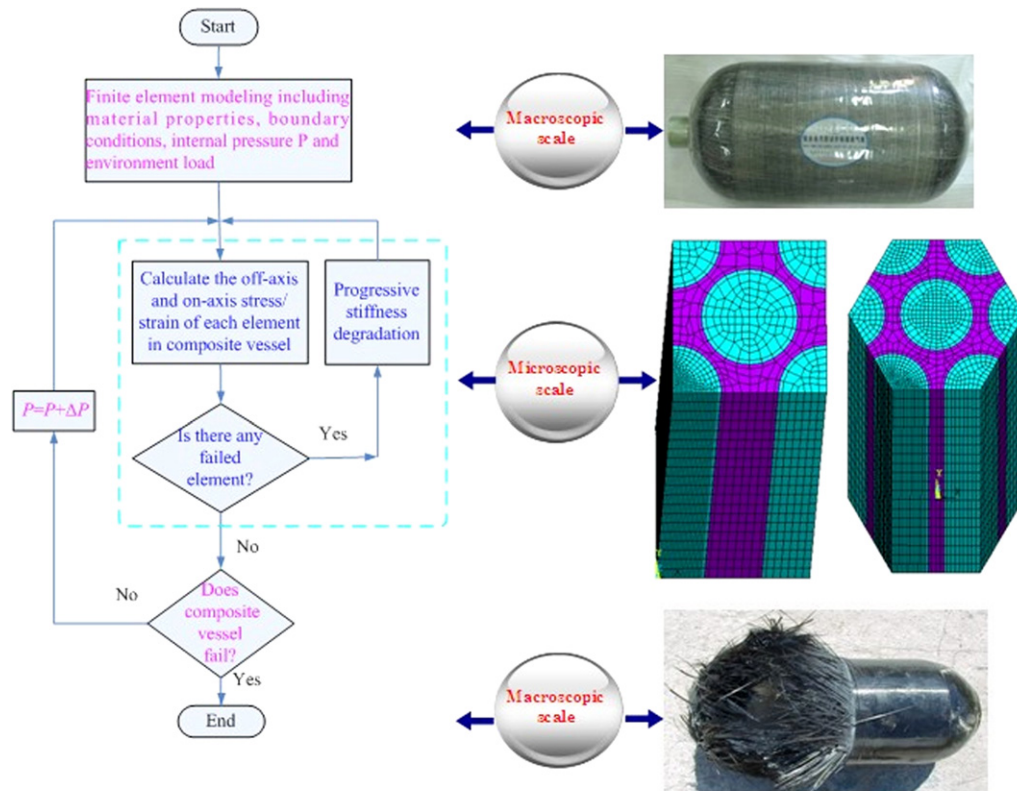 Start
Finite element modeling including
material properties, boundary
conditions, internal pressure P and
environment load
Macroscopic
scale
Calculate the off-axis
and on-axis stress/
strain of each element
in composite vessel
Progressive
stiffness
degradation
Microscopic
scale
P=P+ΔP
Is there any
failed
element?
Yes
No
Does
composite
vessel
fail?
No
Yes
End
Macroscopic
scale
Y
Y